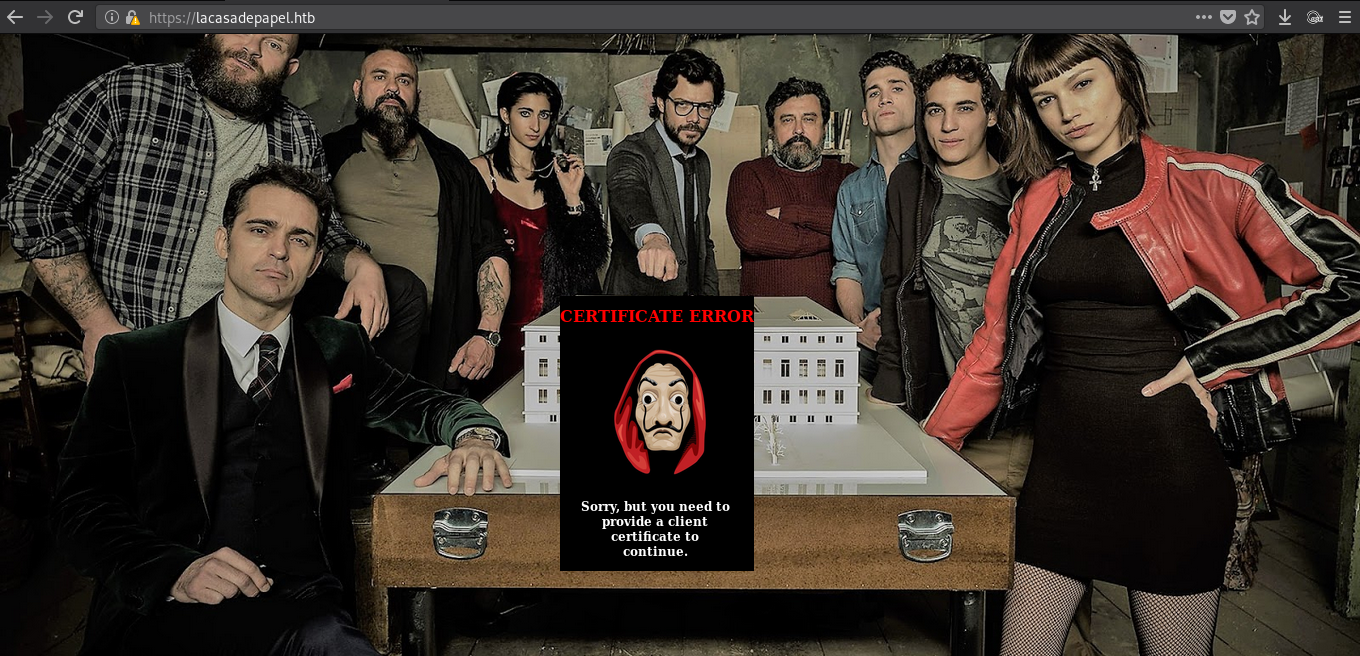 https://lacasadepapel.htb
CERTIFICATE ERROR
Sorry, but you need to
provide a client
certificate to
continue.